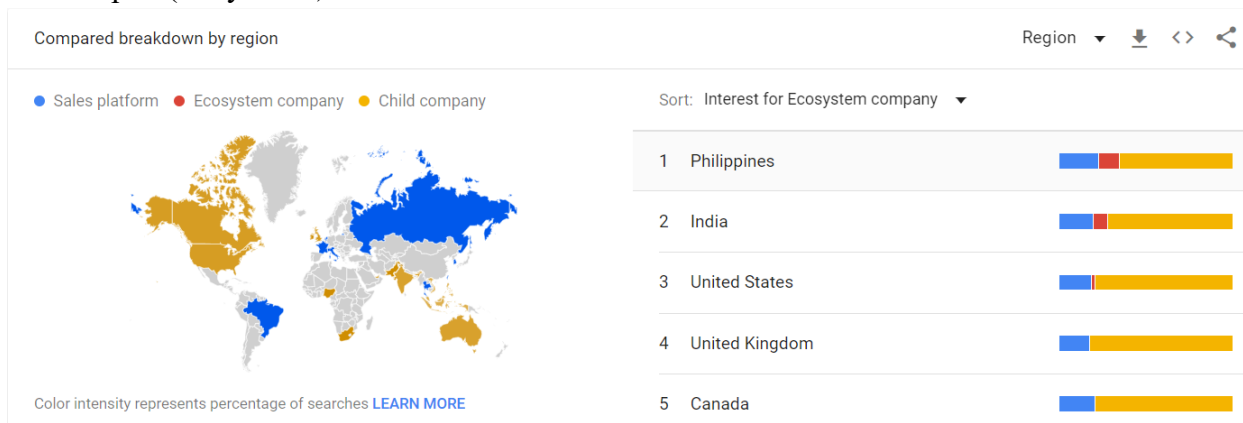 Compared breakdown by region
Region
Sales platform Ecosystem company Child company
Sort: Interest for Ecosystem company
1 Philippines
2 India
3 United States
4 United Kingdom
5 Canada
Color intensity represents percentage of searches LEARN MORE